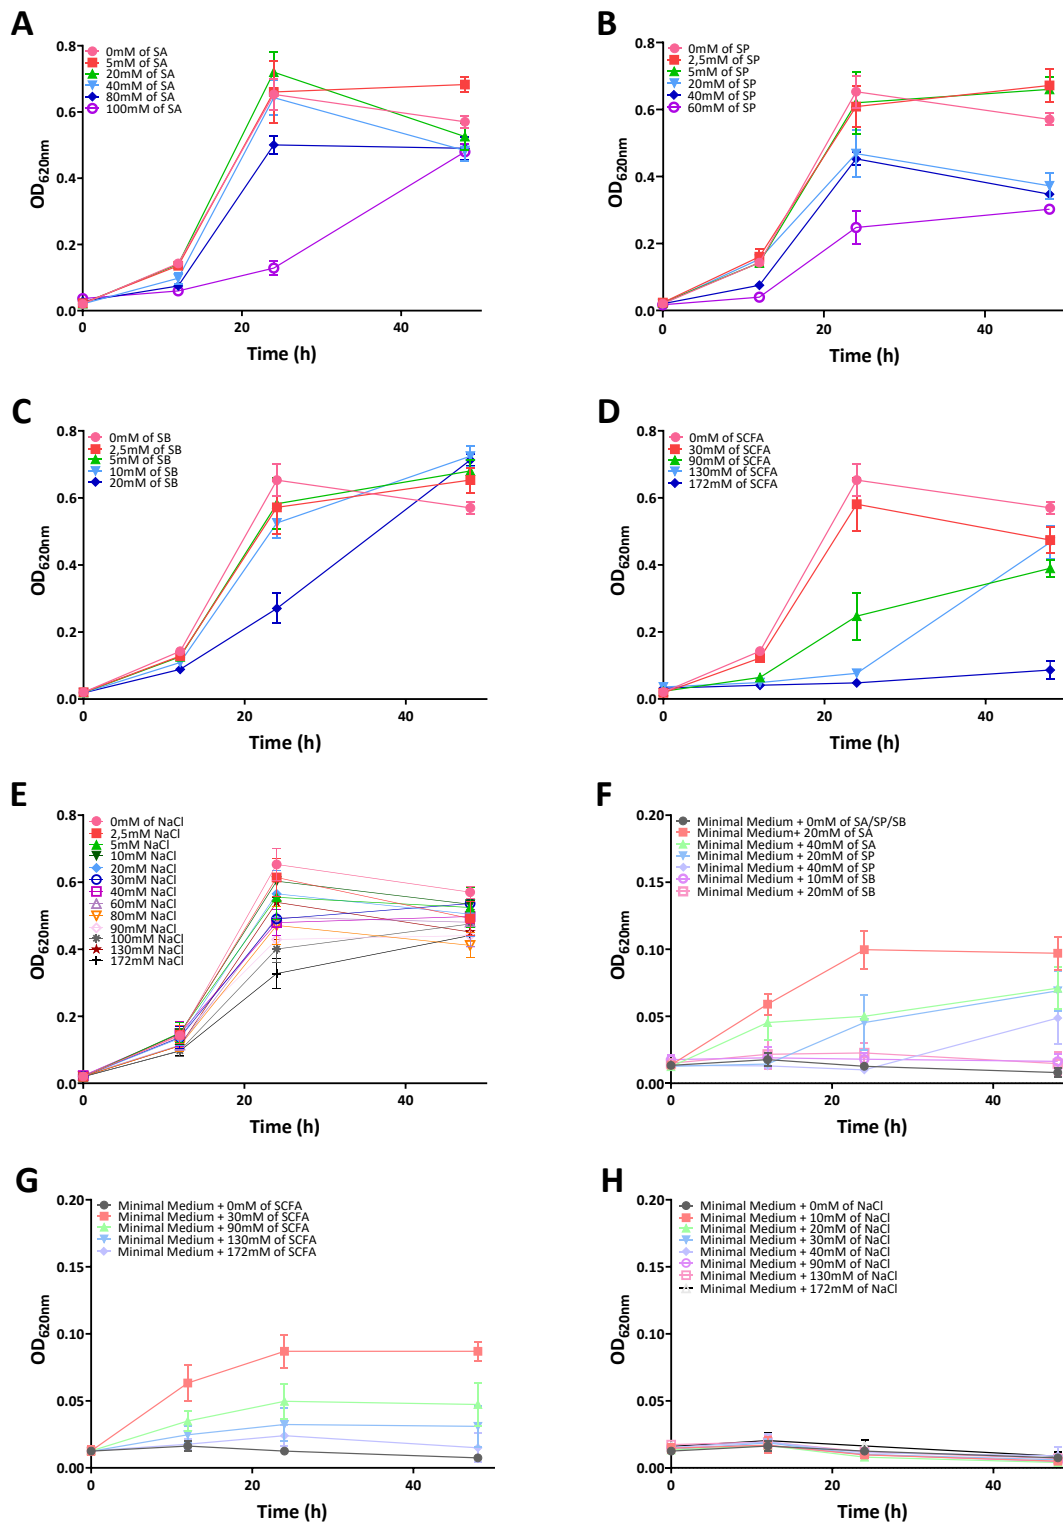 A
0.8
0.6
0.4
0.2
0.0
0
20
40
OD620nm
Time (h)
0mM of SA
5mM of SA
20mM of SA
40mM of SA
80mM of SA
100mM of SA
B
0.8
0.6
0.4
0.2
0.0
0
20
40
OD620nm
Time (h)
0mM of SP
2,5mM of SP
5mM of SP
20mM of SP
40mM of SP
60mM of SP
C
0.8
0.6
0.4
0.2
0.0
0
20
40
OD620nm
Time (h)
0mM of SB
2,5mM of SB
5mM of SB
10mM of SB
20mM of SB
D
0.8
0.6
0.4
0.2
0.0
0
20
40
OD620nm
Time (h)
0mM of SCFA
30mM of SCFA
90mM of SCFA
130mM of SCFA
172mM of SCFA
E
0.8
0.6
0.4
0.2
0.0
0
20
40
OD620nm
Time (h)
0mM of NaCl
2,5mM NaCl
5mM NaCl
10mM NaCl
20mM NaCl
30mM NaCl
40mM NaCl
60mM NaCl
80mM NaCl
90mM NaCl
100mM NaCl
130mM NaCl
172mM NaCl
F
0.20
0.15
0.10
0.05
0.00
0
20
40
OD620nm
Time (h)
Minimal Medium + 0mM of SA/SP/SB
Minimal Medium+ 20mM of SA
Minimal Medium + 40mM of SA
Minimal Medium + 20mM of SP
Minimal Medium + 40mM of SP
Minimal Medium + 10mM of SB
Minimal Medium + 20mM of SB
G
0.20
0.15
0.10
0.05
0.00
0
20
40
OD620nm
Time (h)
Minimal Medium + 0mM of SCFA
Minimal Medium + 30mM of SCFA
Minimal Medium + 90mM of SCFA
Minimal Medium + 130mM of SCFA
Minimal Medium + 172mM of SCFA
H
0.20
0.15
0.10
0.05
0.00
0
20
40
OD620nm
Time (h)
Minimal Medium + 0mM of NaCl
Minimal Medium + 10mM of NaCl
Minimal Medium + 20mM of NaCl
Minimal Medium + 30mM of NaCl
Minimal Medium + 40mM of NaCl
Minimal Medium + 90mM of NaCl
Minimal Medium + 130mM of NaCl
Minimal Medium + 172mM of NaCl